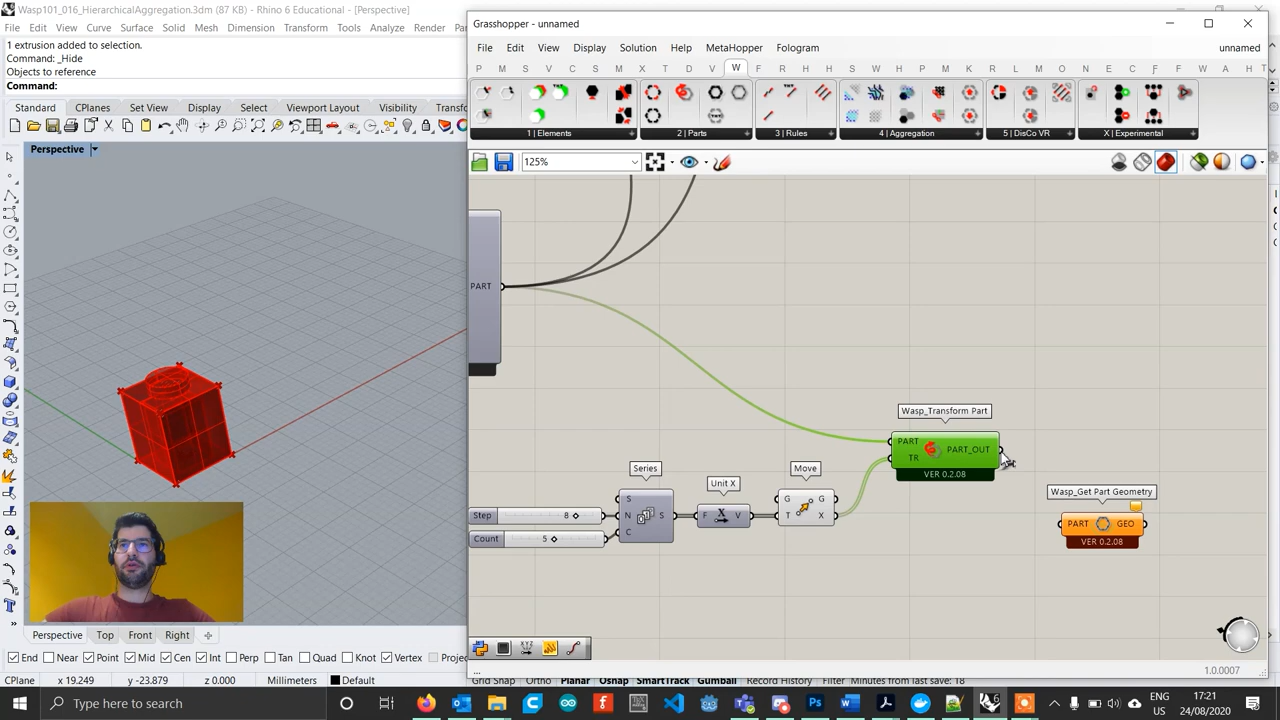 Wasp101_016_HierarchicalAggregation.3dm (87 KB) - Rhino 6 Educational - [Perspective]
File Edit View Curve Surface Solid Mesh Dimension Transform Tools Analyze Render
1 extrusion added to selection.
Command: _Hide
Objects to reference
Command:
Standard CPlanes Set View Display Select Viewport Layout Visibility Transfo
Perspective
Grasshopper - unnamed
File Edit View Display Solution Help MetaHopper Fologram unnamed
P M S V C S M D V W F R H H K O R L M P E N E C F Y W A H
1 | Elements 2 | Parts 3 | Rules 4 | Aggregation 5 | DisCo VR X | Experimental
125%
PART
Wasp_Transform Part
PART
TR
PART_OUT
VER 0.2.08
Series
Unit X
Move
S
N
C
S
F
V
G
T
G
X
Step 8
Count 5
Wasp_Get Part Geometry
PART GEO
VER 0.2.08
... 1.0007
Perspective Top Front Right
End Near Point Mid Cen Int Perp Tan Quad Knot Vertex Projec
CPlane x 19.249 y -23.879 z 0.000 Millimeters Default Grid Snap Ortho Planar Osnap SmartTrack Gumball Record History Filter Minutes from last save: 18
Type here to search
ENG
US
17:21
24/08/2020